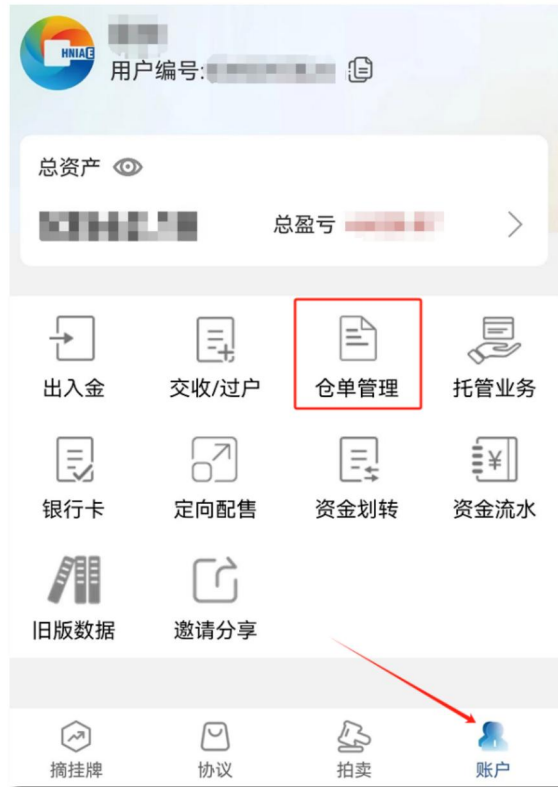 HNIAE
用户编号:
总资产
总盈亏
出入金 交收/过户 仓单管理 托管业务
银行卡 定向配售 资金划转 资金流水
旧版数据 邀请分享
摘挂牌 协议 拍卖 账户